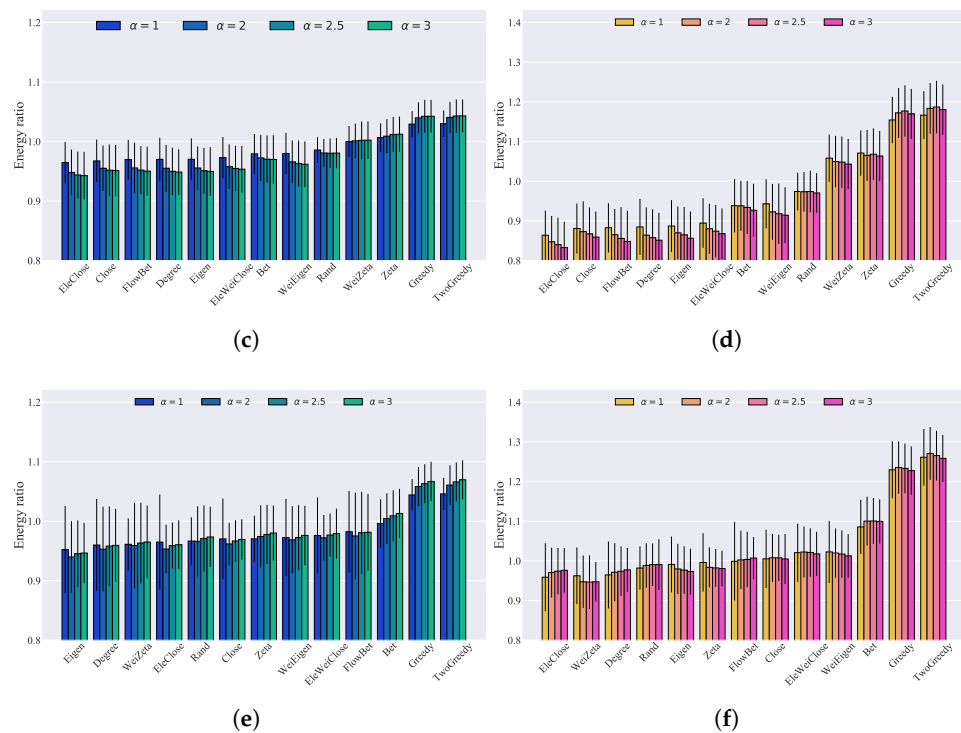 α = 1 α = 2 α = 2.5 α = 3
Energy ratio
1.2
1.1
1.0
0.9
0.8
EleClose Close FlowBet Degree Eigen EleWeiClose Bet WeiEigen Rand WeiZeta Zeta Greedy TwoGreedy
(c)
α = 1 α = 2 α = 2.5 α = 3
Energy ratio
1.4
1.3
1.2
1.1
1.0
0.9
0.8
EleClose Close FlowBet Degree Eigen EleWeiClose Bet WeiEigen Rand WeiZeta Zeta Greedy TwoGreedy
(d)
α = 1 α = 2 α = 2.5 α = 3
Energy ratio
1.2
1.1
1.0
0.9
0.8
Eigen Degree WeiZeta EleClose Rand Close Zeta WeiEigen EleWeiClose FlowBet Bet Greedy TwoGreedy
(e)
α = 1 α = 2 α = 2.5 α = 3
Energy ratio
1.4
1.3
1.2
1.1
1.0
0.9
0.8
EleClose WeiZeta Degree Rand Eigen Zeta FlowBet Close EleWeiClose WeiEigen Bet Greedy TwoGreedy
(f)